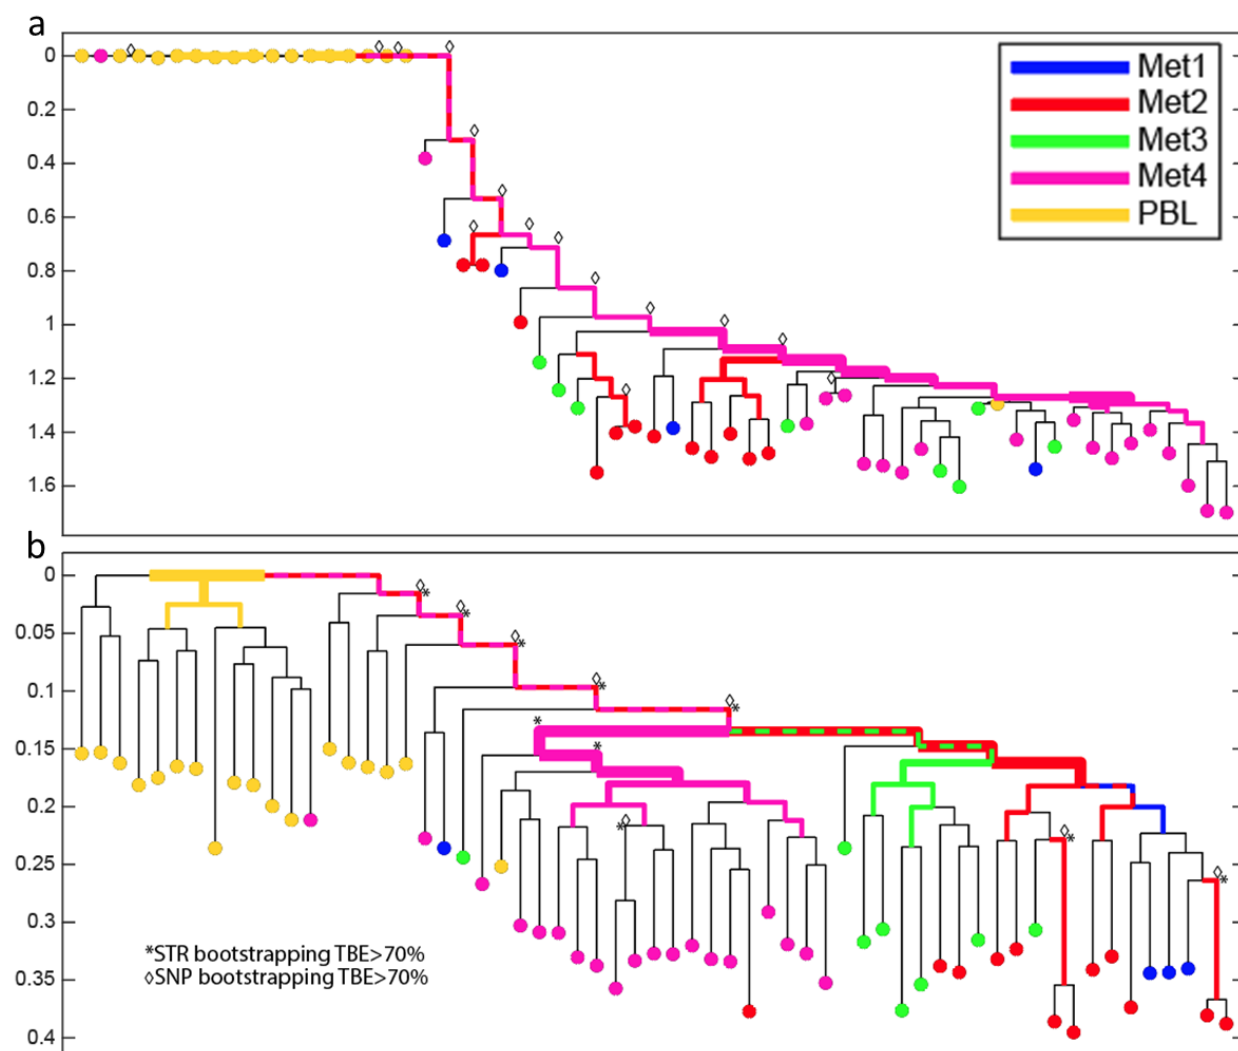 a
0
0.2
0.4
0.6
0.8
1
1.2
1.4
1.6
Met1
Met2
Met3
Met4
PBL
b
0
0.05
0.1
0.15
0.2
0.25
0.3
0.35
0.4
*STR bootstrapping TBE>70%
◊SNP bootstrapping TBE>70%